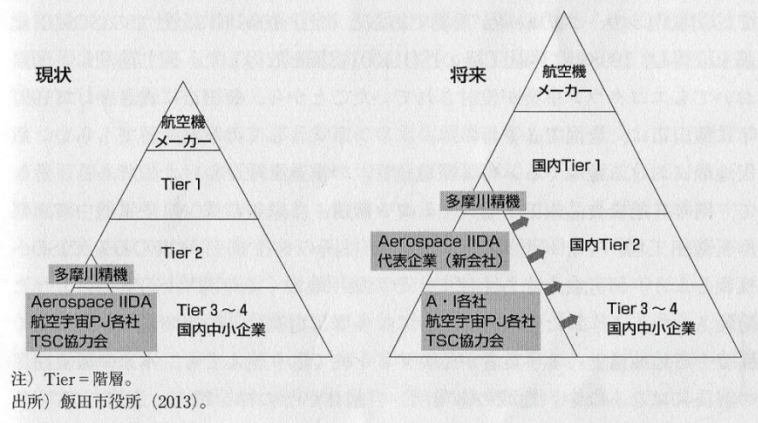 現状
航空機
メーカー
Tier 1
Tier 2
多摩川精機
Aerospace IIDA
航空宇宙PJ各社
TSC協力会
Tier 3～4
国内中小企業
将来
航空機
メーカー
国内Tier 1
多摩川精機
Aerospace IIDA
代表企業（新会社）
国内Tier 2
A・I各社
航空宇宙PJ各社
TSC協力会
Tier 3～4
国内中小企業
注）Tier＝階層。
出所）飯田市役所（2013）。